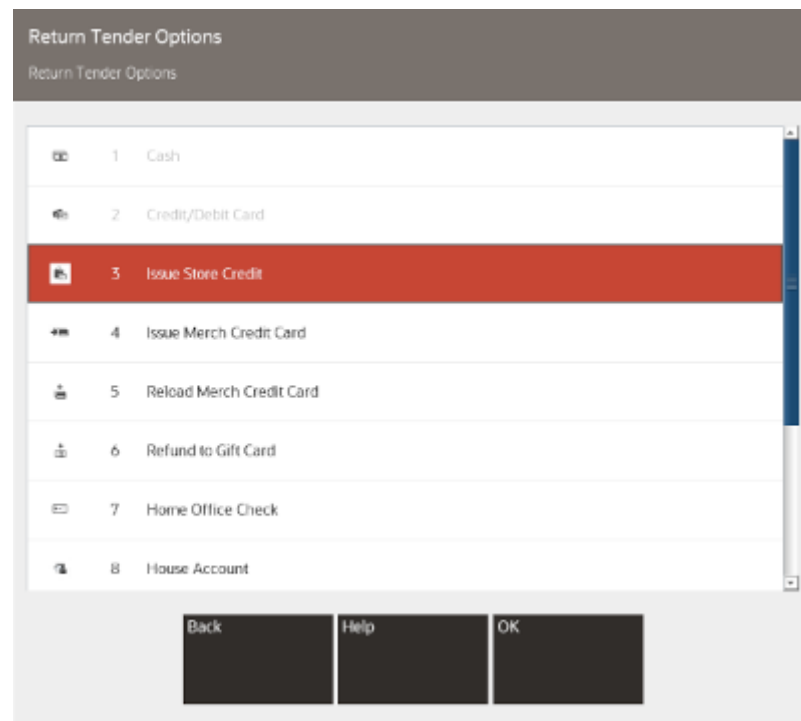 Return Tender Options
Return Tender Options
1 Cash
2 Credit/Debit Card
3 Issue Store Credit
4 Issue Merch Credit Card
5 Reload Merch Credit Card
6 Refund to Gift Card
7 Home Office Check
8 House Account
Back Help OK